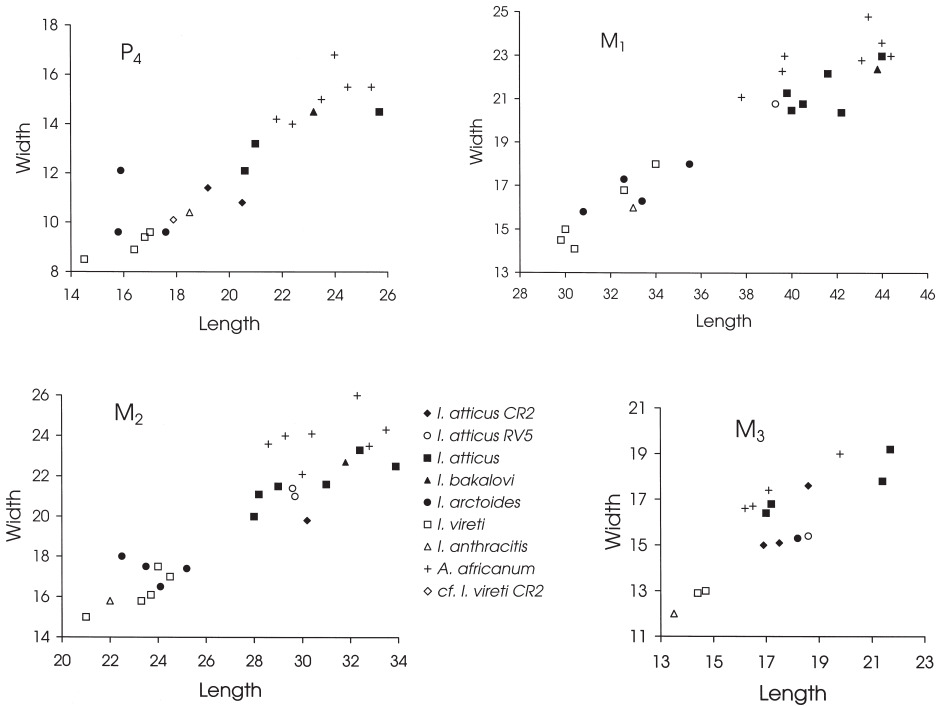 P4
Width
18
16
14
12
10
8
14 16 18 20 22 24 26
Length
M1
Width
25
23
21
19
17
15
13
28 30 32 34 36 38 40 42 44 46
Length
M2
Width
26
24
22
20
18
16
14
20 22 24 26 28 30 32 34
Length
I. atticus CR2
I. atticus RV5
I. atticus
I. bakalovi
I. arctoides
I. vireti
I. anthracitis
A. africanum
cf. I. vireti CR2
M3
Width
21
19
17
15
13
11
13 15 17 19 21 23
Length